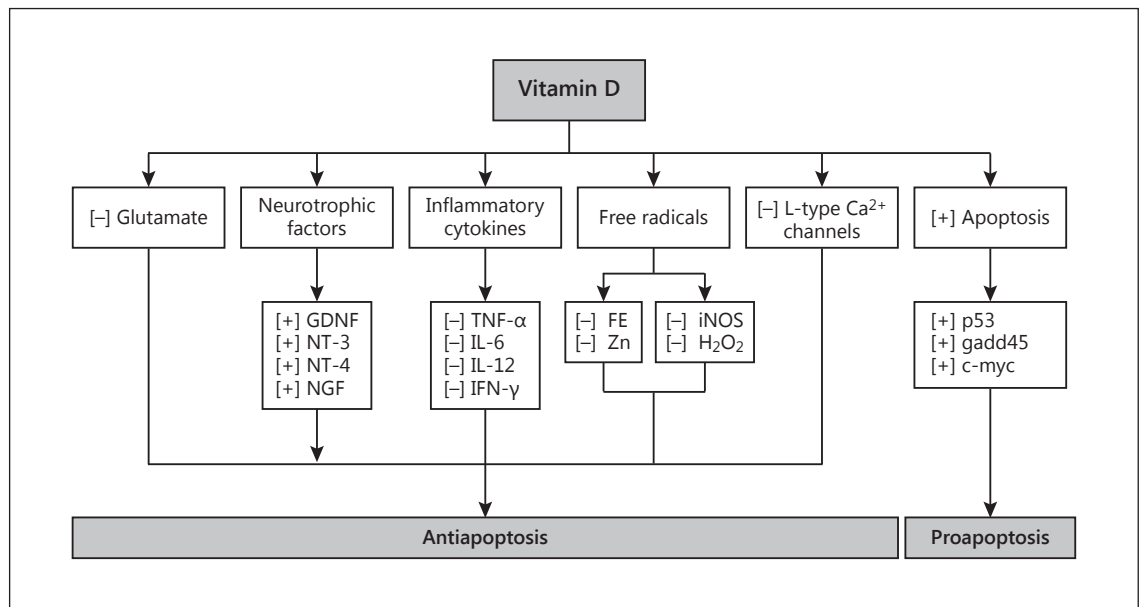 Vitamin D
[–] Glutamate
Neurotrophic
factors
Inflammatory
cytokines
Free radicals
[–] L-type Ca²⁺
channels
[+] Apoptosis
[+] GDNF
[+] NT-3
[+] NT-4
[+] NGF
[–] TNF-α
[–] IL-6
[–] IL-12
[–] IFN-γ
[–] FE
[–] Zn
[–] iNOS
[–] H₂O₂
[+] p53
[+] gadd45
[+] c-myc
Antiapoptosis
Proapoptosis